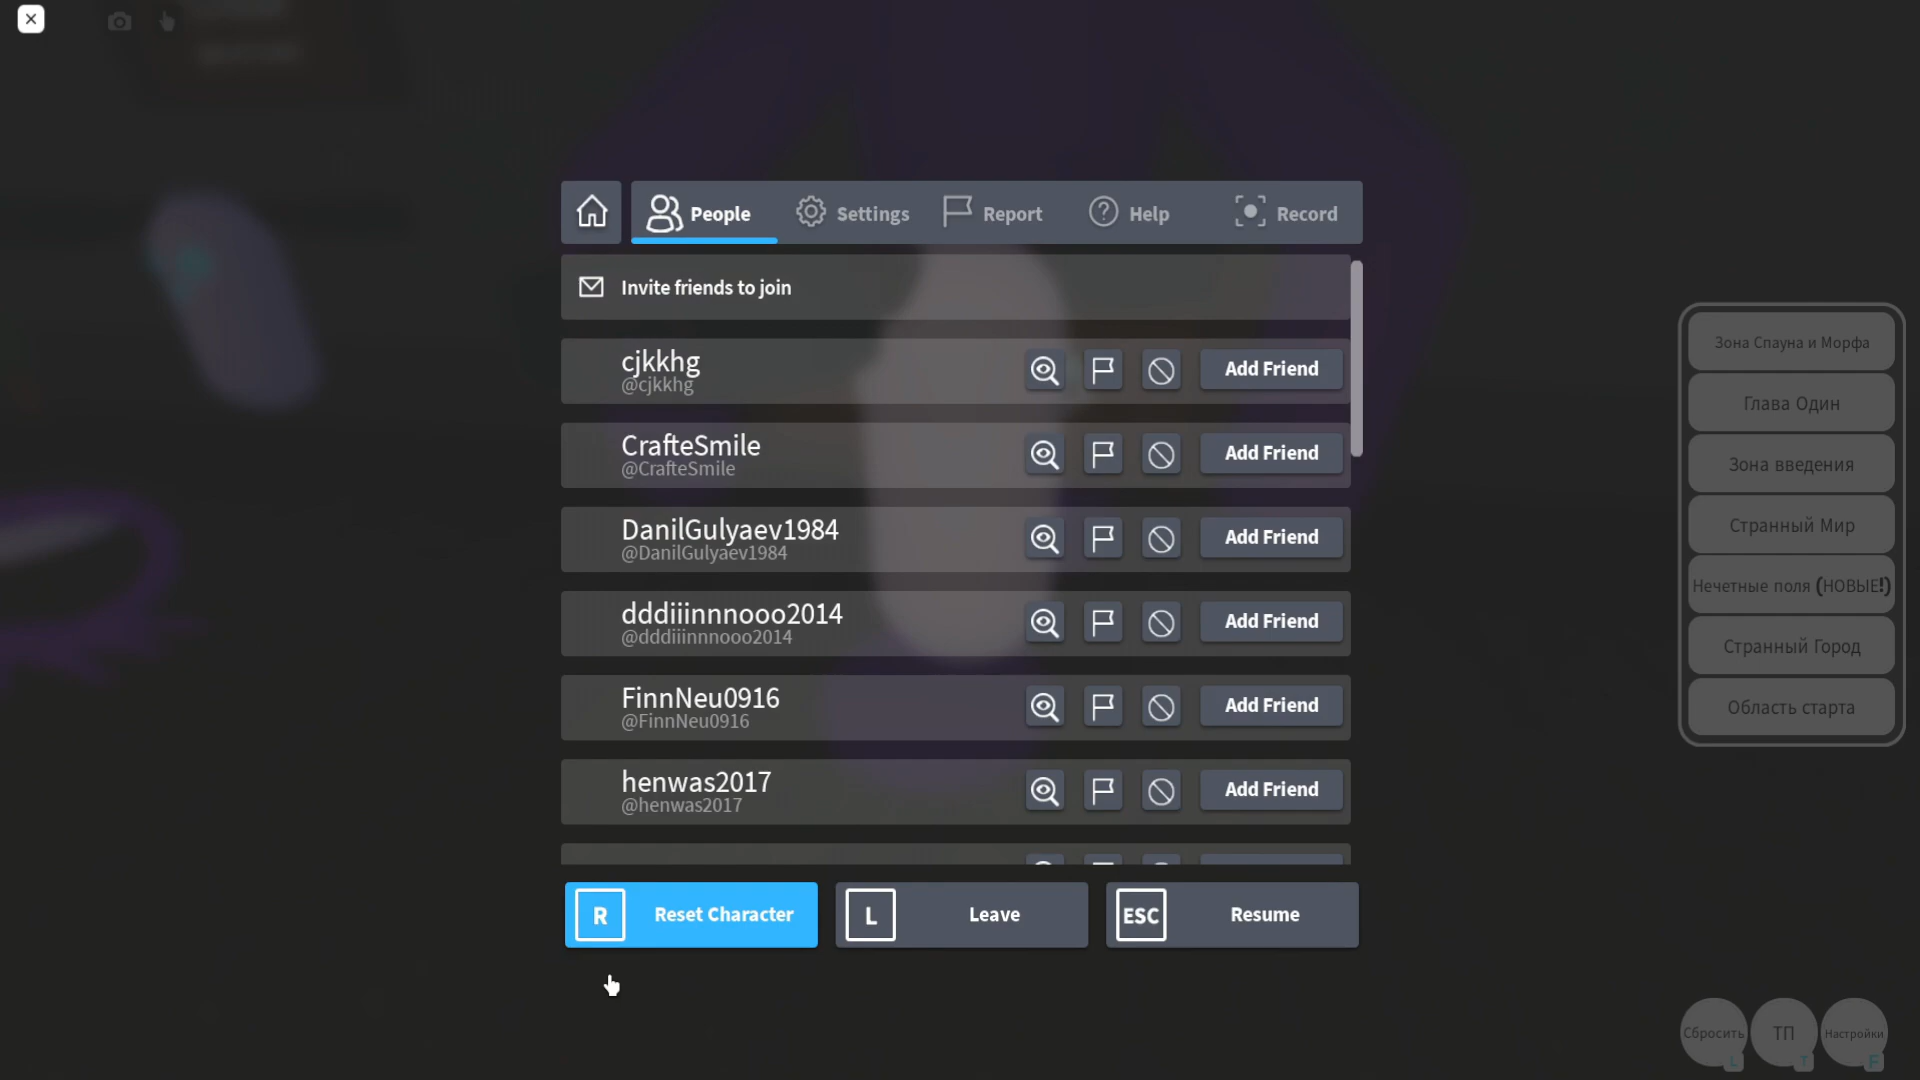 People
Settings
Report
Help
Record
Invite friends to join
cjkkhg
@cjkkhg
Add Friend
CrafteSmile
@CrafteSmile
Add Friend
DanilGulyaev1984
@DanilGulyaev1984
Add Friend
dddiiinnnooo2014
@dddiiinnnooo2014
Add Friend
FinnNeu0916
@FinnNeu0916
Add Friend
henwas2017
@henwas2017
Add Friend
R Reset Character
L Leave
ESC Resume
Зона Спауна и Морфа
Глава Один
Зона введения
Странный Мир
Нечетные поля (НОВЫЕ!)
Странный Город
Область старта
Сбросить
L
ТП
T
Настройки
F